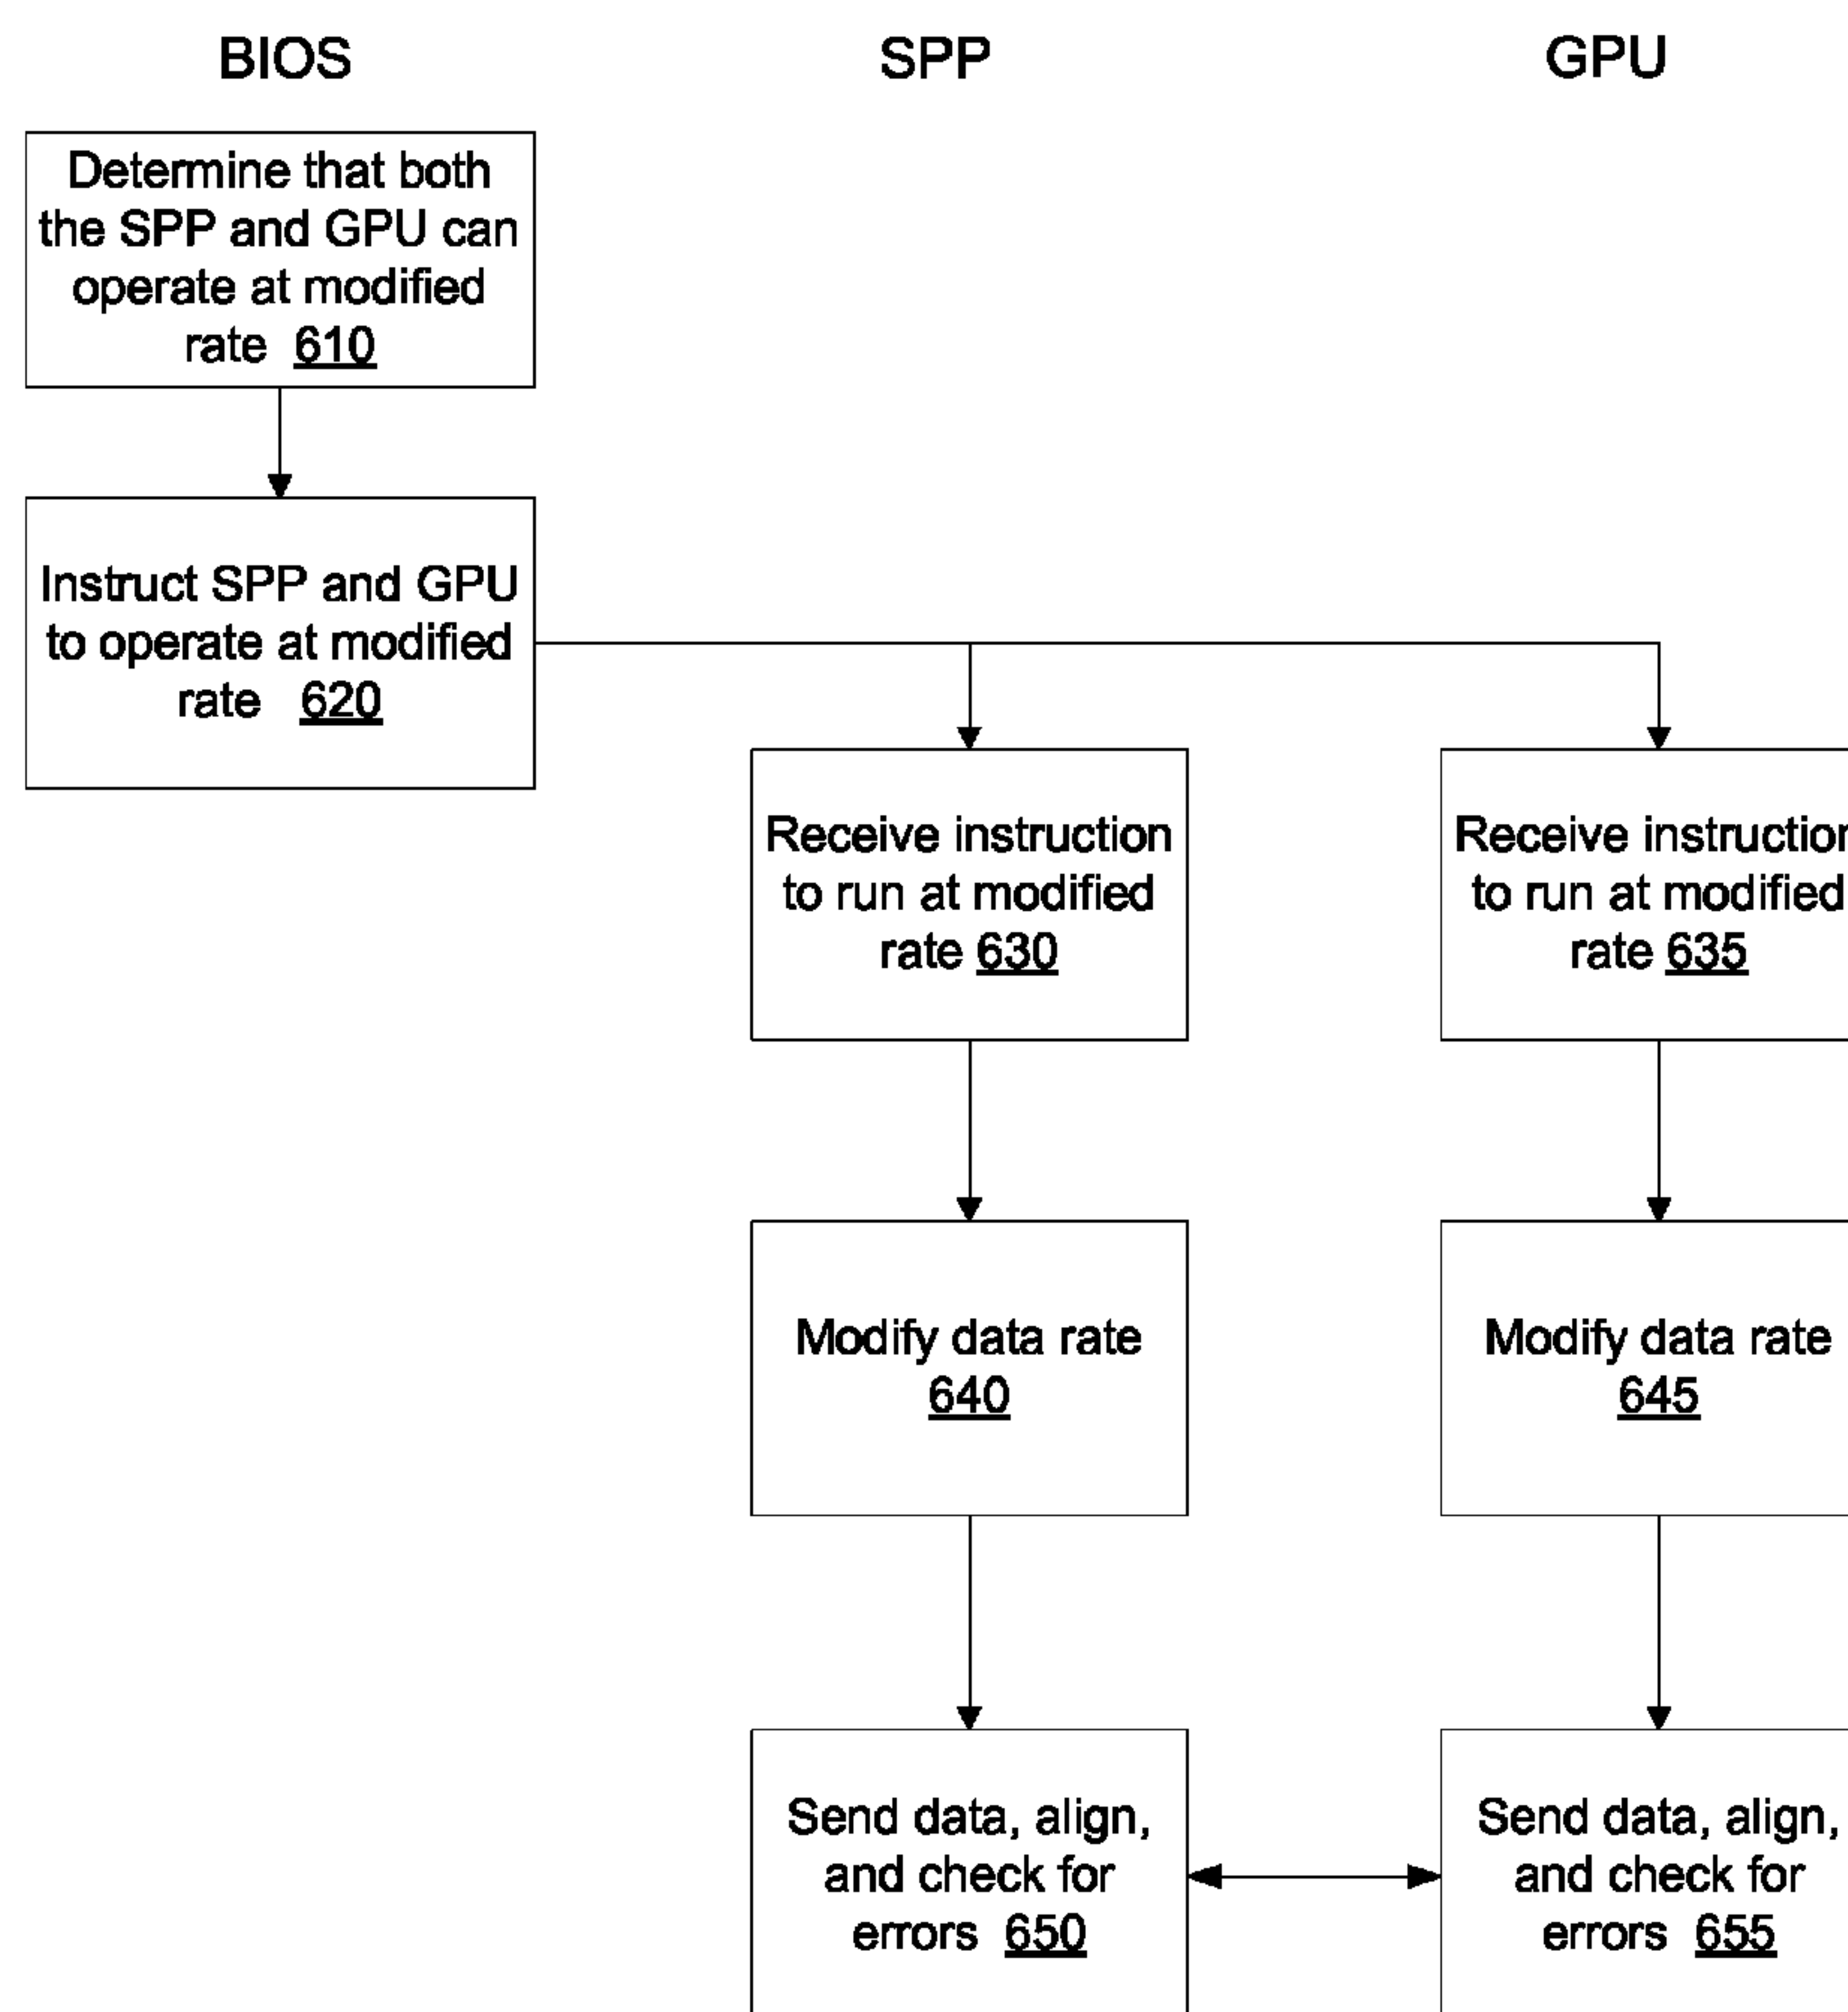 BIOS
SPP
GPU
Determine that both
the SPP and GPU can
operate at modified
rate 610
Instruct SPP and GPU
to operate at modified
rate 620
Receive instruction
to run at modified
rate 630
Receive instruction
to run at modified
rate 635
Modify data rate
640
Modify data rate
645
Send data, align,
and check for
errors 650
Send data, align,
and check for
errors 655